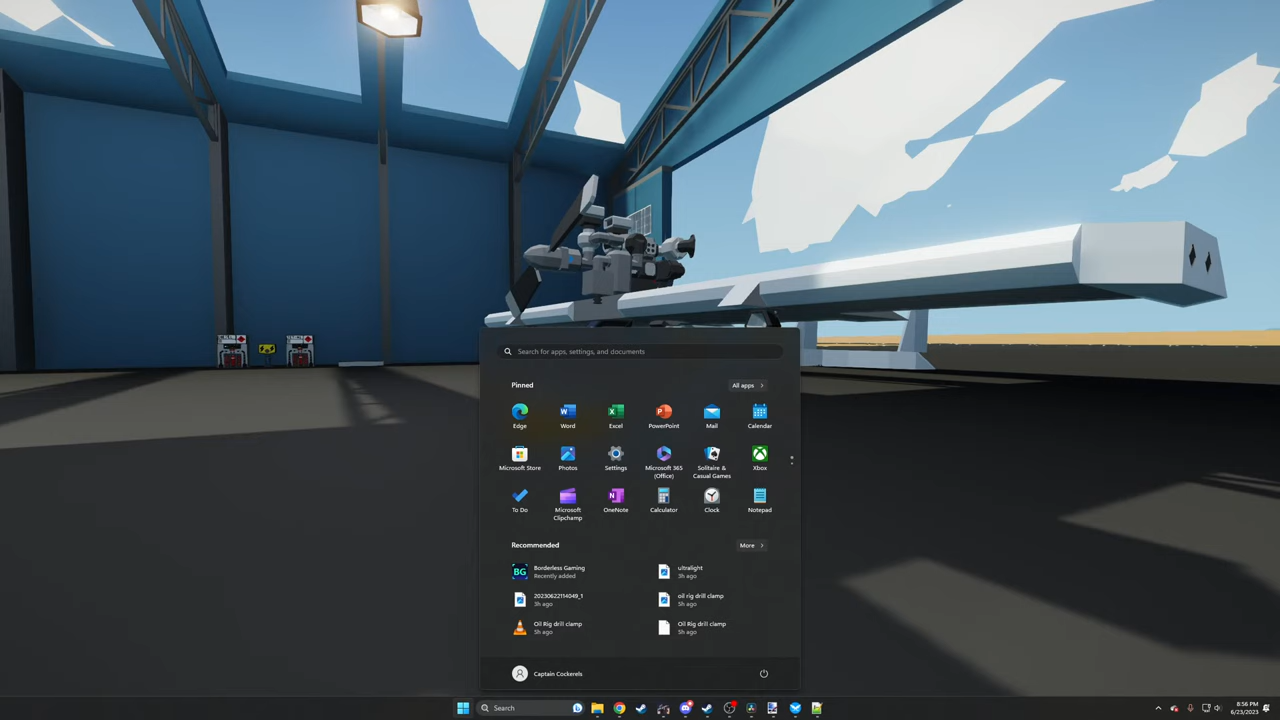 Search for apps, settings, and documents
Pinned
All apps
Edge
Word
Excel
PowerPoint
Mail
Calendar
Microsoft Store
Photos
Settings
Microsoft 365
(Office)
Solitaire &
Casual Games
Xbox
To Do
Microsoft
Clipchamp
OneNote
Calculator
Clock
Notepad
Recommended
More
BG
Borderless Gaming
Recently added
ultralight
3h ago
20230622114049_1
3h ago
oil rig drill clamp
5h ago
Oil Rig drill clamp
5h ago
Oil Rig drill clamp
5h ago
Captain Cockerels
Search
8:56 PM
6/23/2023